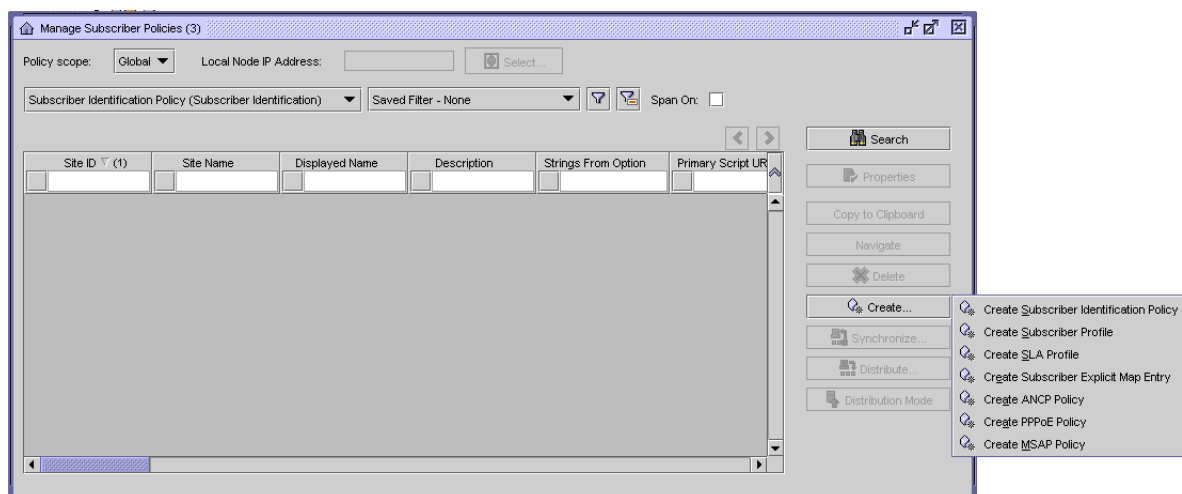 Manage Subscriber Policies (3)
Policy scope: Global Local Node IP Address: Select...
Subscriber Identification Policy (Subscriber Identification) Saved Filter - None Span On:
Search
Site ID (1) Site Name Displayed Name Description Strings From Option Primary Script UR
Properties
Copy to Clipboard
Navigate
Delete
Create...
Synchronize...
Distribute...
Distribution Mode
Create Subscriber Identification Policy
Create Subscriber Profile
Create SLA Profile
Create Subscriber Explicit Map Entry
Create ANCP Policy
Create PPPoE Policy
Create MSAP Policy